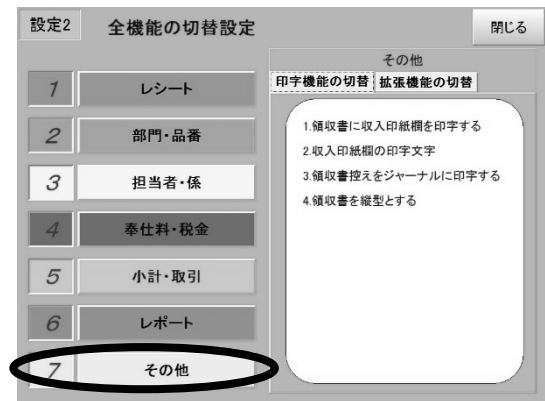 設定2 全機能の切替設定 閉じる
その他
印字機能の切替 拡張機能の切替
1 レシート
2 部門・品番
3 担当者・係
4 奉仕料・税金
5 小計・取引
6 レポート
7 その他
1.領収書に収入印紙欄を印字する
2.収入印紙欄の印字文字
3.領収書控えをジャーナルに印字する
4.領収書を縦型とする